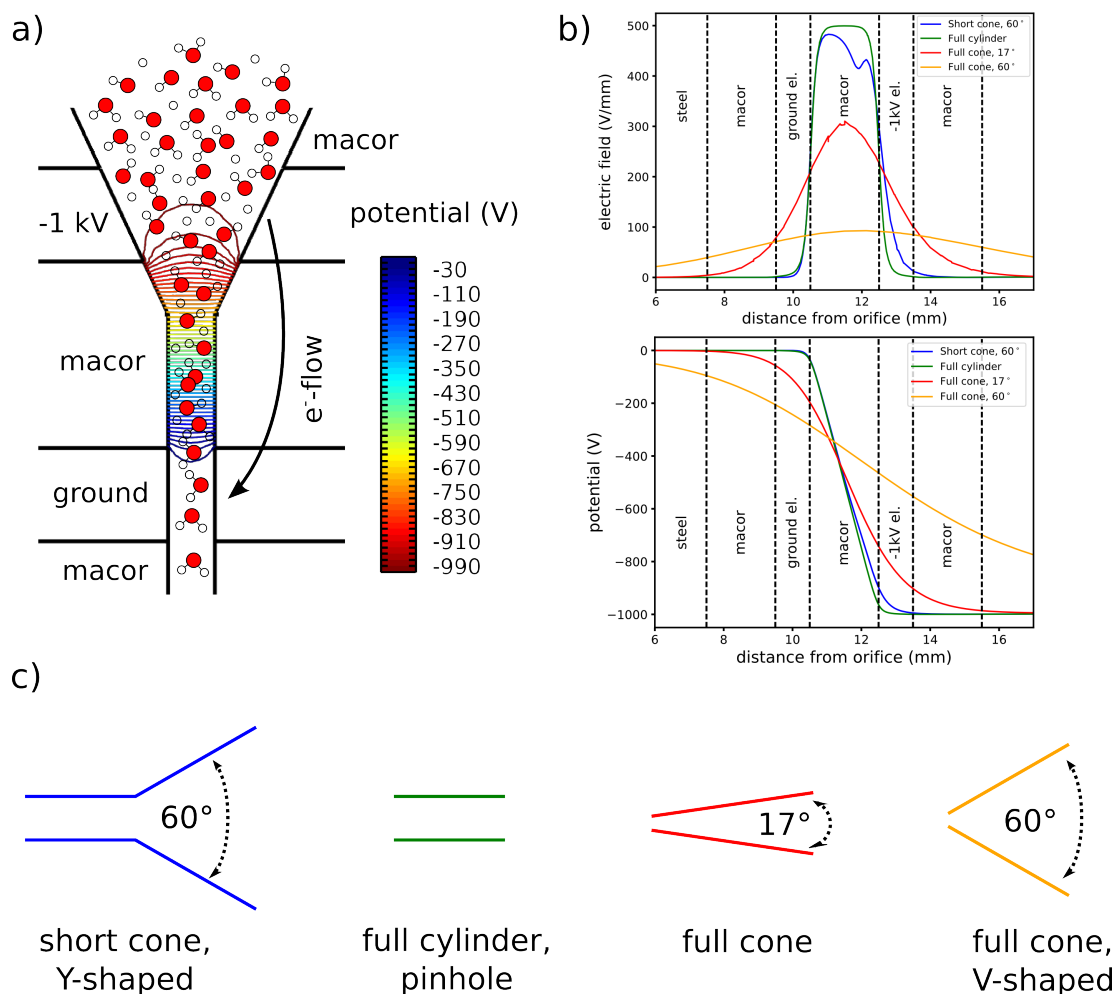 a)
macor
-1 kV
potential (V)
-30
-110
-190
-270
-350
-430
-510
-590
-670
-750
-830
-910
-990
macor
e⁻-flow
ground
macor
b)
electric field (V/mm)
500
400
300
200
100
0
steel
macor
ground el.
macor
-1kV el.
macor
Short cone, 60°
Full cylinder
Full cone, 17°
Full cone, 60°
6 8 10 12 14 16
distance from orifice (mm)
potential (V)
0
−200
−400
−600
−800
−1000
steel
macor
ground el.
macor
-1kV el.
macor
Short cone, 60°
Full cylinder
Full cone, 17°
Full cone, 60°
6 8 10 12 14 16
distance from orifice (mm)
c)
60°
17°
60°
short cone,
Y-shaped
full cylinder,
pinhole
full cone
full cone,
V-shaped